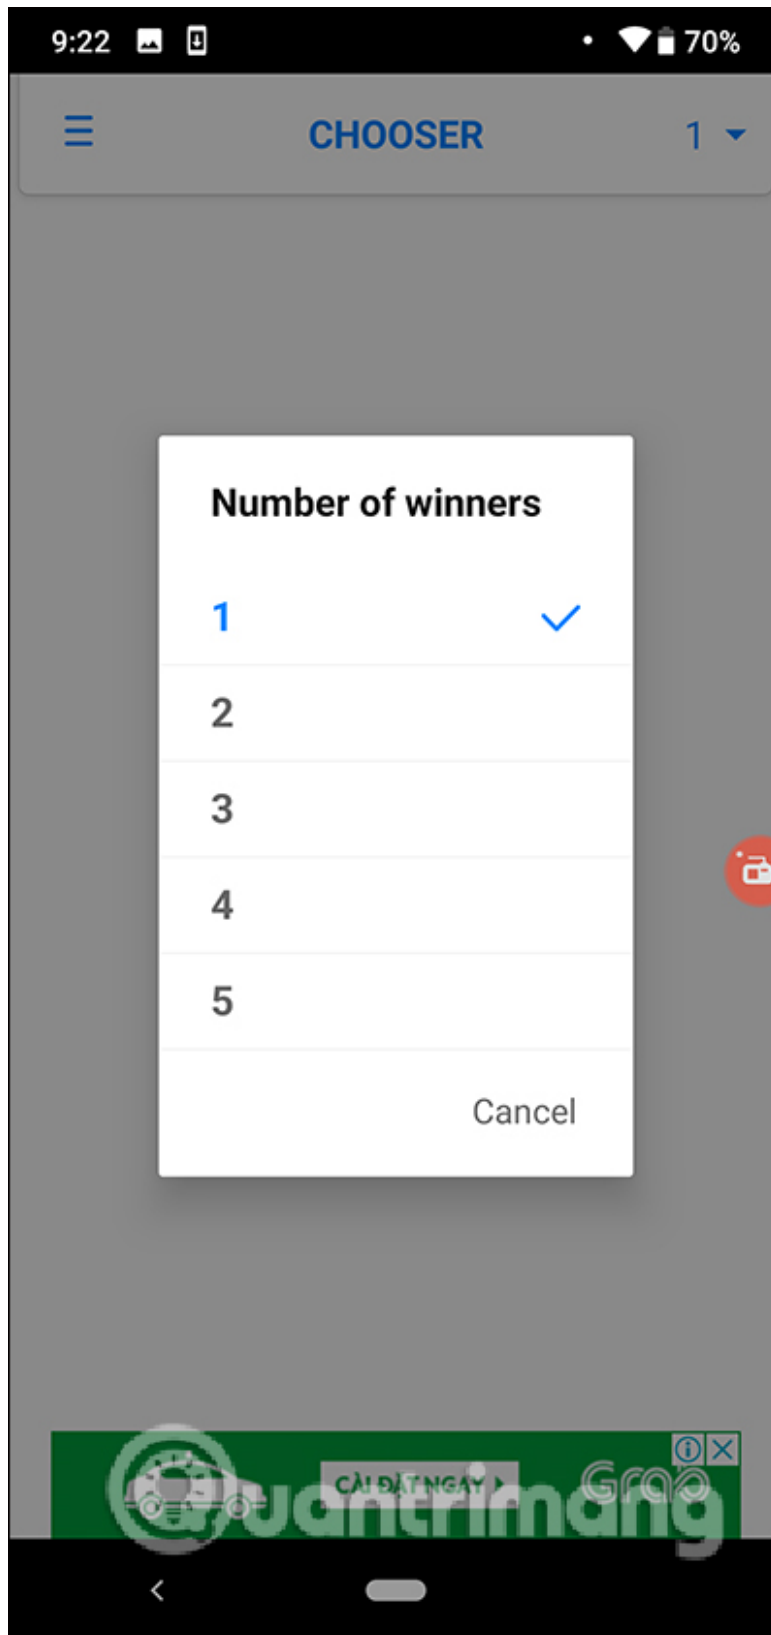 9:22
70%
CHOOSER
1
Number of winners
1
2
3
4
5
Cancel
CÀI ĐẶT NGAY
Grab
Quantrimang